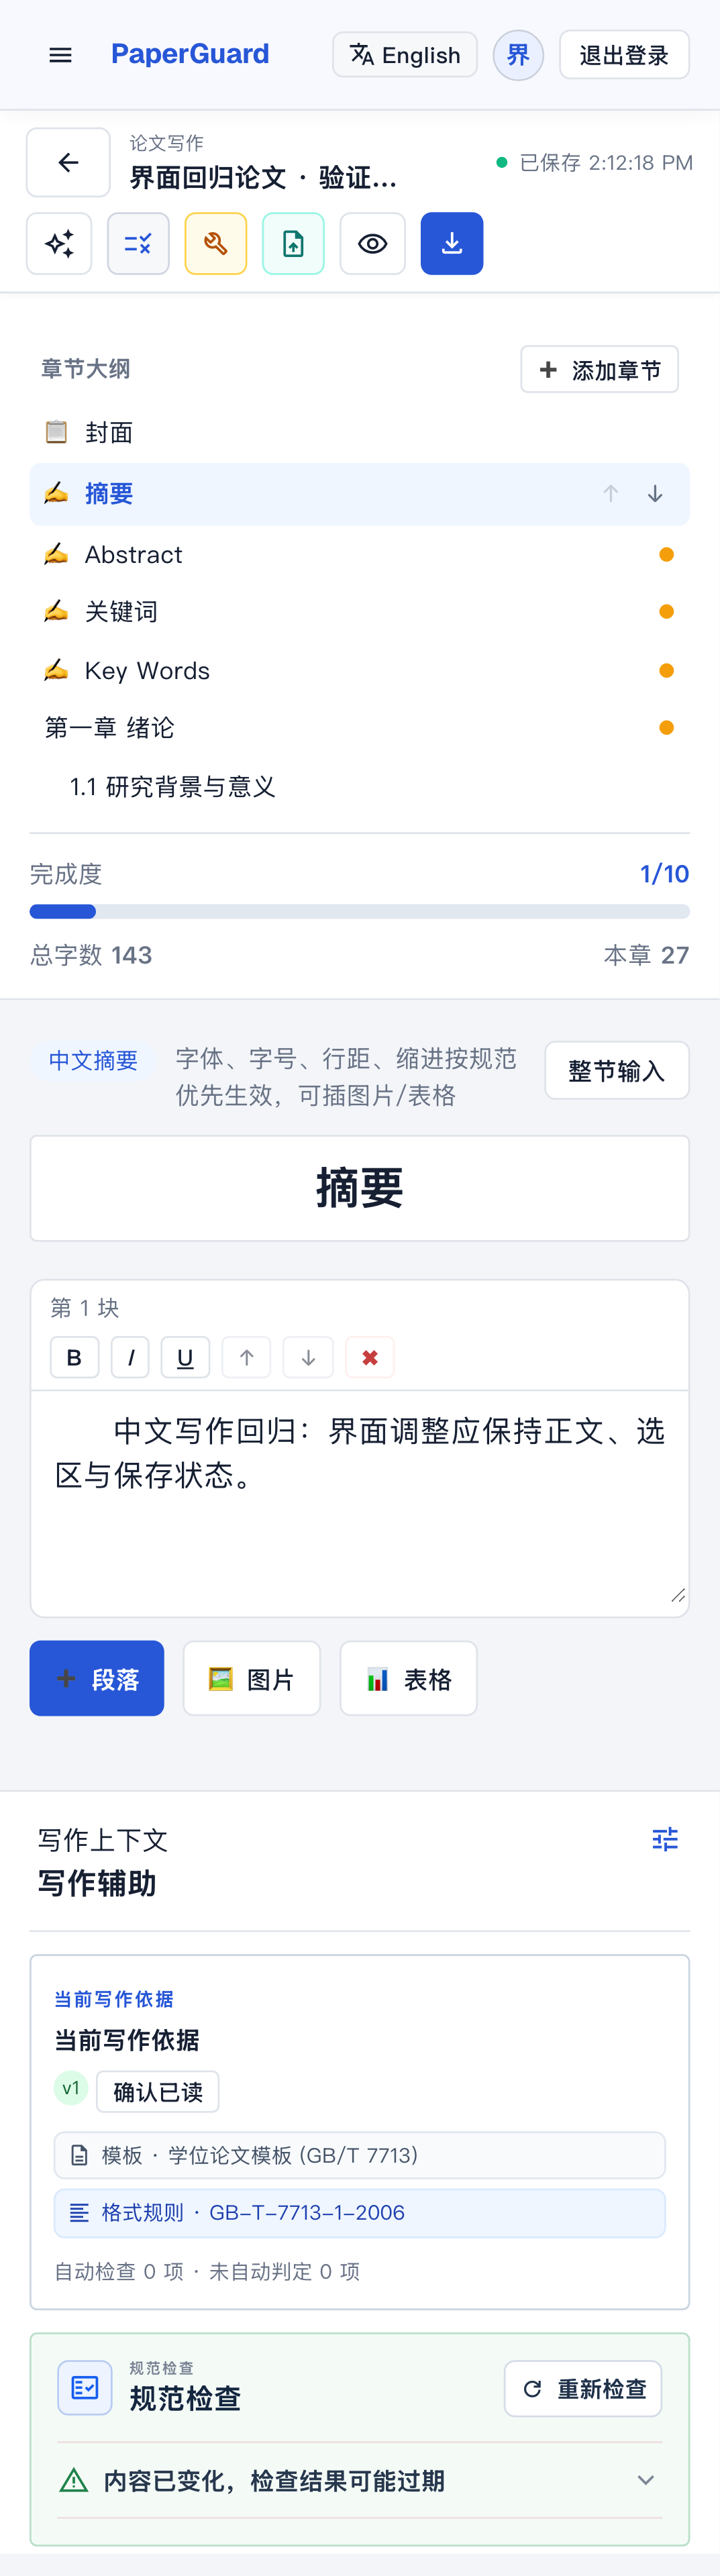 PaperGuard
English
界
退出登录
论文写作
界面回归论文 · 验证...
已保存 2:12:18 PM
章节大纲
添加章节
封面
摘要
Abstract
关键词
Key Words
第一章 绪论
1.1 研究背景与意义
完成度
1/10
总字数 143
本章 27
中文摘要
字体、字号、行距、缩进按规范
优先生效，可插图片/表格
整节输入
摘要
第 1 块
B
I
U
中文写作回归：界面调整应保持正文、选
区与保存状态。
段落
图片
表格
写作上下文
写作辅助
当前写作依据
当前写作依据
v1
确认已读
模板 · 学位论文模板 (GB/T 7713)
格式规则 · GB-T-7713-1-2006
自动检查 0 项 · 未自动判定 0 项
规范检查
规范检查
重新检查
内容已变化，检查结果可能过期